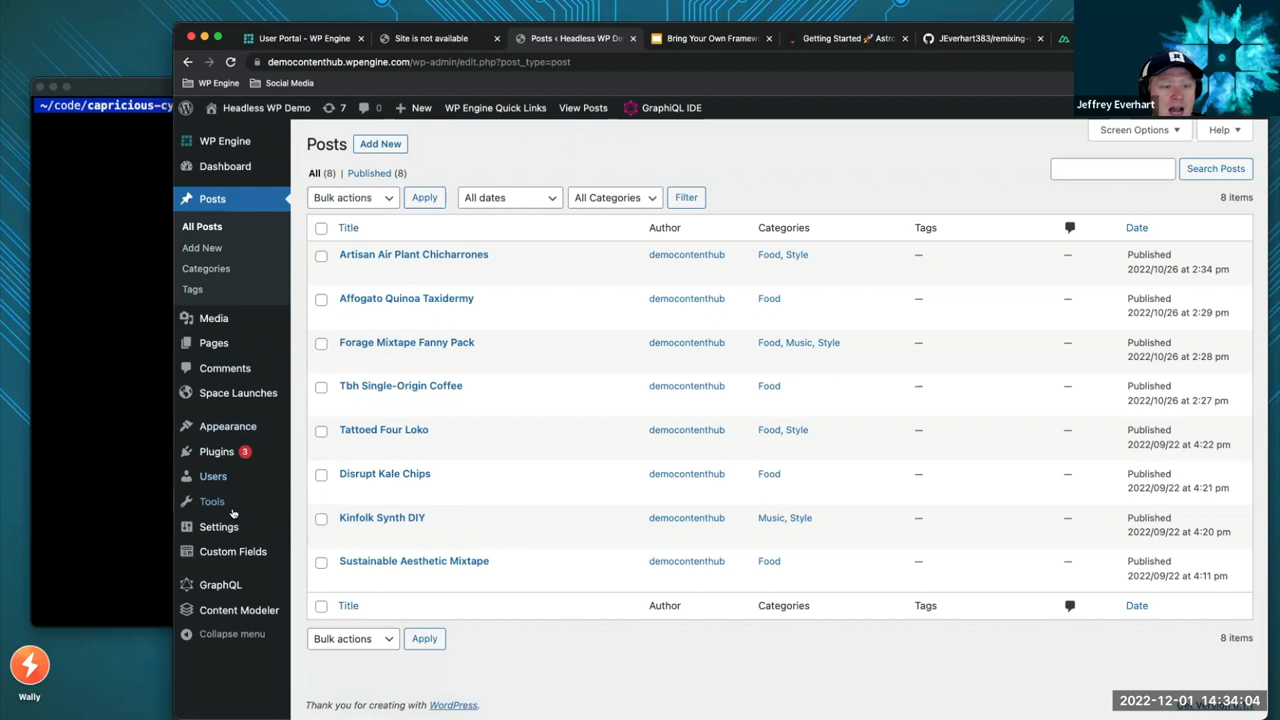 User Portal - WP Engine
Site is not available
Posts ‹ Headless WP De
Bring Your Own Framew
Getting Started 🚀 Astro
JEverhart383/remixing-
democontenthub.wpengine.com/wp-admin/edit.php?post_type=post
WP Engine
Social Media
Jeffrey Everhart
~/code/capricious-cy
Headless WP Demo
7
0
New
WP Engine Quick Links
View Posts
GraphiQL IDE
WP Engine
Dashboard
Posts
All Posts
Add New
Categories
Tags
Media
Pages
Comments
Space Launches
Appearance
Plugins 3
Users
Tools
Settings
Custom Fields
GraphQL
Content Modeler
Collapse menu
Posts Add New
Screen Options ▼ Help ▼
All (8) | Published (8)
Search Posts
Bulk actions Apply All dates All Categories Filter 8 items
Title Author Categories Tags Date
Artisan Air Plant Chicharrones democontenthub Food, Style — — Published
2022/10/26 at 2:34 pm
Affogato Quinoa Taxidermy democontenthub Food — — Published
2022/10/26 at 2:29 pm
Forage Mixtape Fanny Pack democontenthub Food, Music, Style — — Published
2022/10/26 at 2:28 pm
Tbh Single-Origin Coffee democontenthub Food — — Published
2022/10/26 at 2:27 pm
Tattoed Four Loko democontenthub Food, Style — — Published
2022/09/22 at 4:22 pm
Disrupt Kale Chips democontenthub Food — — Published
2022/09/22 at 4:21 pm
Kinfolk Synth DIY democontenthub Music, Style — — Published
2022/09/22 at 4:20 pm
Sustainable Aesthetic Mixtape democontenthub Food — — Published
2022/09/22 at 4:11 pm
Title Author Categories Tags Date
Bulk actions Apply 8 items
Thank you for creating with WordPress.
2022-12-01 14:34:04
Wally